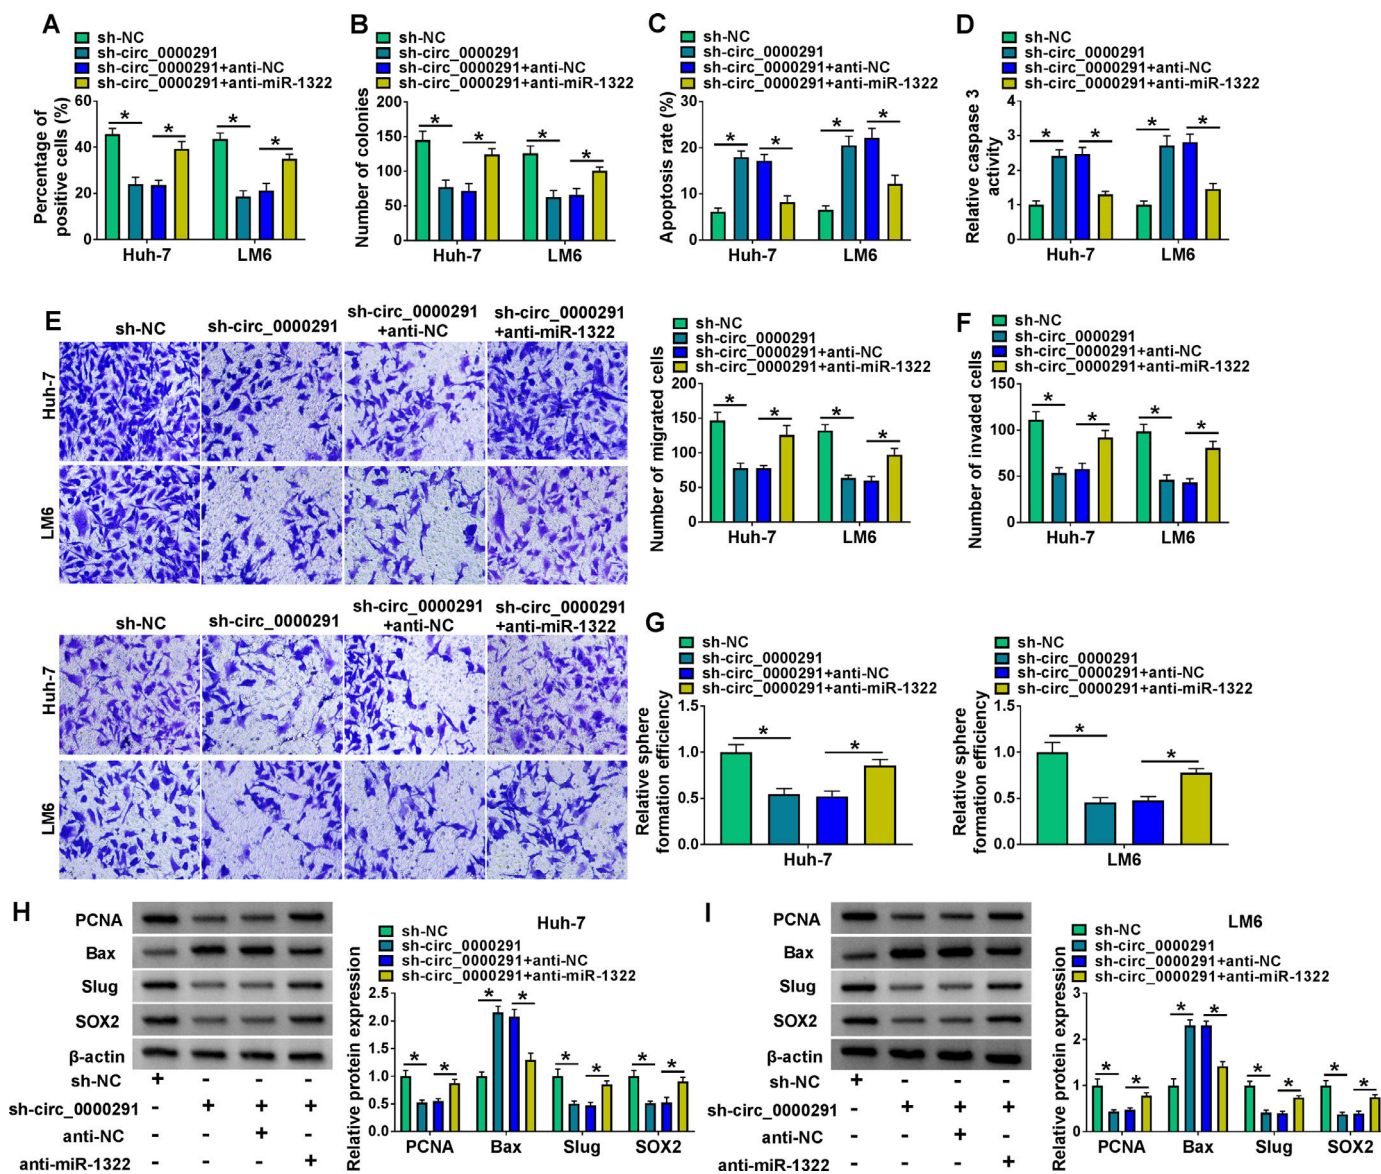 A
sh-NC
sh-circ_0000291
sh-circ_0000291+anti-NC
sh-circ_0000291+anti-miR-1322
Percentage of
positive cells (%)
60
40
20
0
*
*
*
*
Huh-7
LM6
B
sh-NC
sh-circ_0000291
sh-circ_0000291+anti-NC
sh-circ_0000291+anti-miR-1322
Number of colonies
150
100
50
0
*
*
*
*
Huh-7
LM6
C
sh-NC
sh-circ_0000291
sh-circ_0000291+anti-NC
sh-circ_0000291+anti-miR-1322
Apoptosis rate (%)
30
20
10
0
*
*
*
*
Huh-7
LM6
D
sh-NC
sh-circ_0000291
sh-circ_0000291+anti-NC
sh-circ_0000291+anti-miR-1322
Relative caspase 3
activity
4
3
2
1
0
*
*
*
*
Huh-7
LM6
E
sh-NC
sh-circ_0000291
sh-circ_0000291
+anti-NC
sh-circ_0000291
+anti-miR-1322
Huh-7
LM6
sh-NC
sh-circ_0000291
sh-circ_0000291+anti-NC
sh-circ_0000291+anti-miR-1322
Number of migrated cells
150
100
50
0
*
*
*
*
Huh-7
LM6
F
sh-NC
sh-circ_0000291
sh-circ_0000291+anti-NC
sh-circ_0000291+anti-miR-1322
Number of invaded cells
150
100
50
0
*
*
*
*
Huh-7
LM6
sh-NC
sh-circ_0000291
sh-circ_0000291
+anti-NC
sh-circ_0000291
+anti-miR-1322
Huh-7
LM6
G
sh-NC
sh-circ_0000291
sh-circ_0000291+anti-NC
sh-circ_0000291+anti-miR-1322
Relative sphere
formation efficiency
1.5
1.0
0.5
0.0
*
*
Huh-7
sh-NC
sh-circ_0000291
sh-circ_0000291+anti-NC
sh-circ_0000291+anti-miR-1322
Relative sphere
formation efficiency
1.5
1.0
0.5
0.0
*
*
LM6
H
PCNA
Bax
Slug
SOX2
β-actin
sh-NC + - - -
sh-circ_0000291 - + + +
anti-NC - - + -
anti-miR-1322 - - - +
Huh-7
sh-NC
sh-circ_0000291
sh-circ_0000291+anti-NC
sh-circ_0000291+anti-miR-1322
Relative protein expression
2.5
2.0
1.5
1.0
0.5
0.0
*
*
*
*
*
*
*
*
PCNA
Bax
Slug
SOX2
I
PCNA
Bax
Slug
SOX2
β-actin
sh-NC + - - -
sh-circ_0000291 - + + +
anti-NC - - + -
anti-miR-1322 - - - +
LM6
sh-NC
sh-circ_0000291
sh-circ_0000291+anti-NC
sh-circ_0000291+anti-miR-1322
Relative protein expression
3
2
1
0
*
*
*
*
*
*
*
*
PCNA
Bax
Slug
SOX2